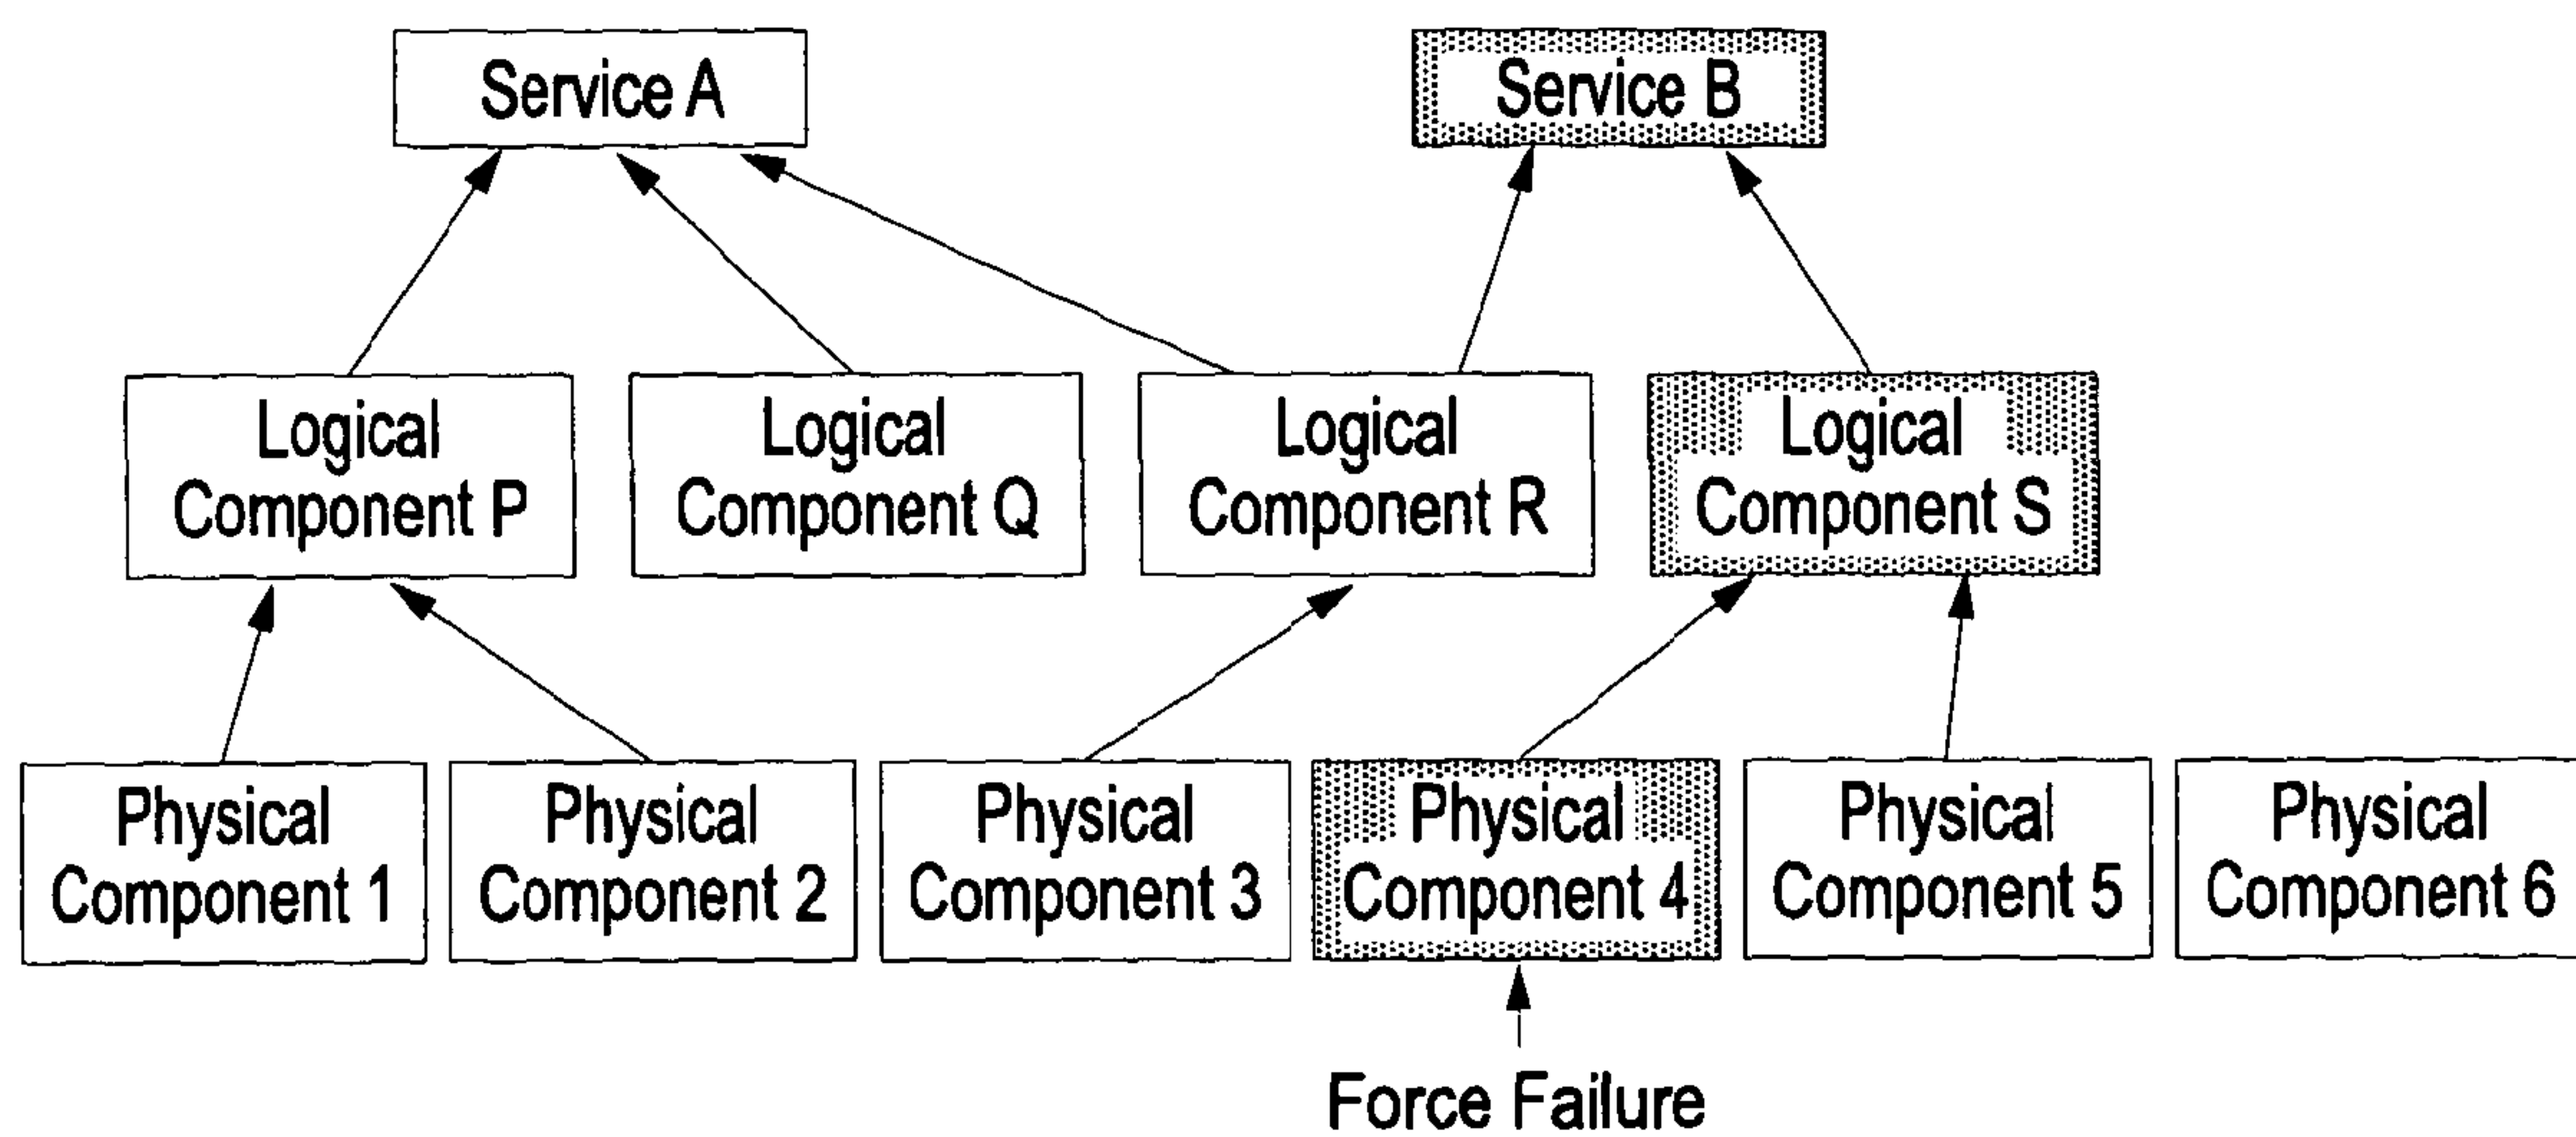 Service A
Service B
Logical
Component P
Logical
Component Q
Logical
Component R
Logical
Component S
Physical
Component 1
Physical
Component 2
Physical
Component 3
Physical
Component 4
Physical
Component 5
Physical
Component 6
Force Failure